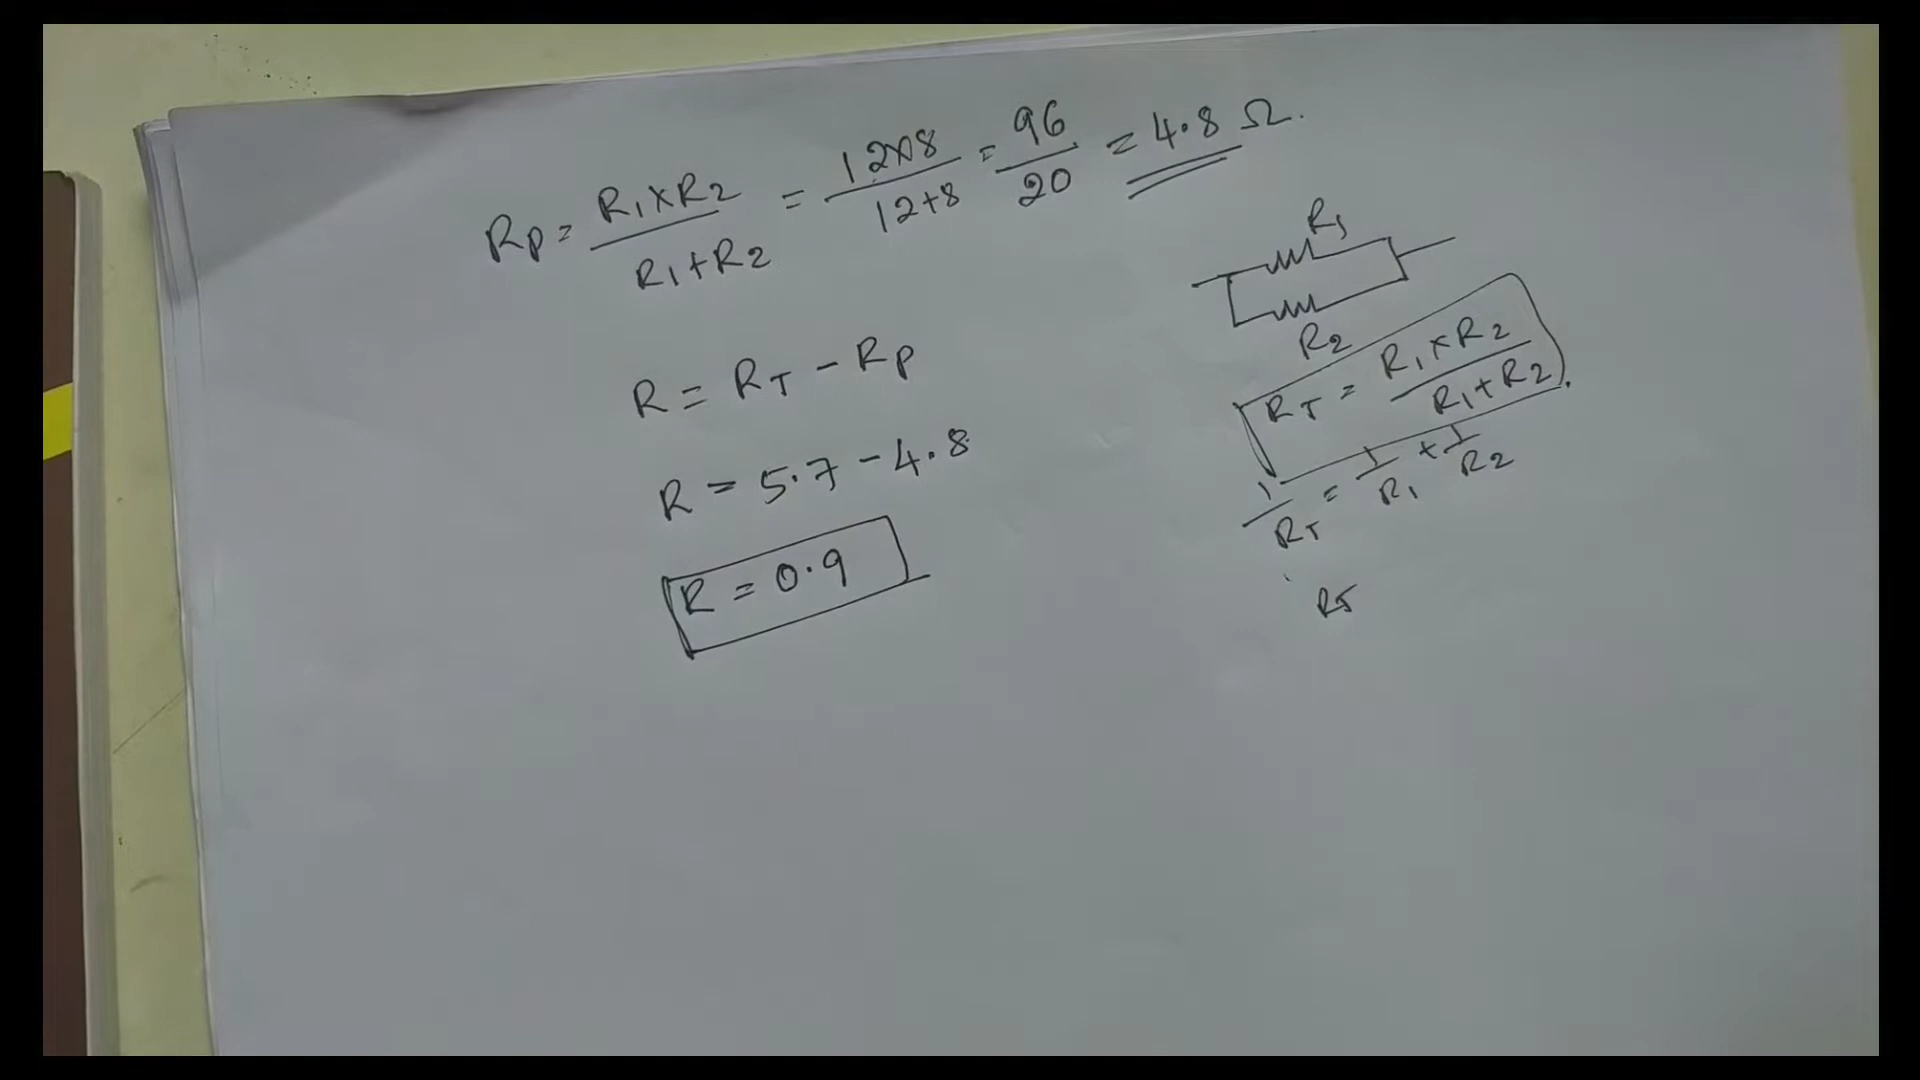 Rp = R1×R2 / R1+R2 = 12×8 / 12+8 = 96 / 20 = 4.8 Ω.
R = RT - Rp
R = 5.7 - 4.8
R = 0.9
R1
R2
RT = R1×R2 / R1+R2.
1/RT = 1/R1 + 1/R2
RT